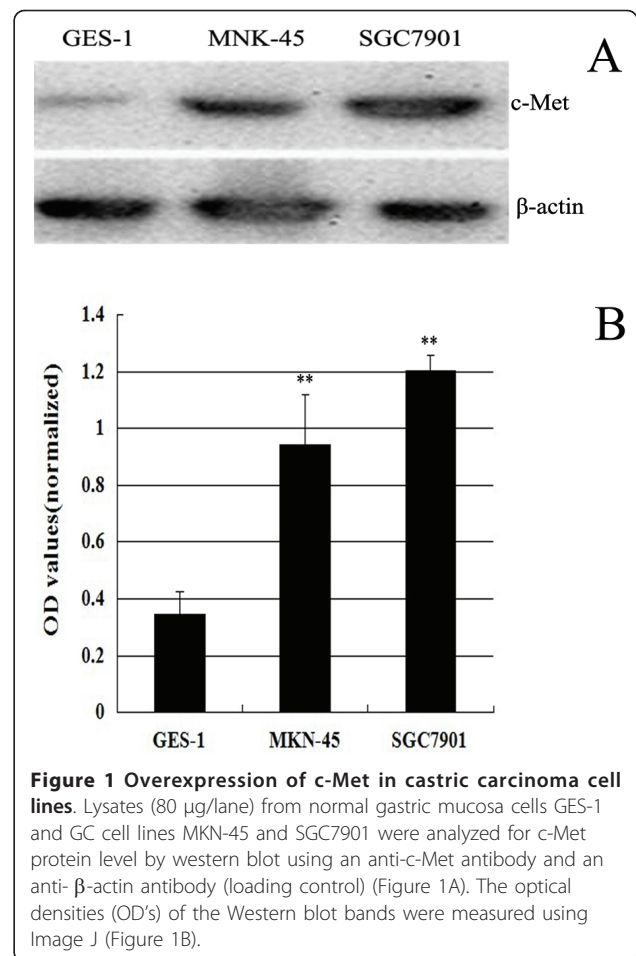 GES-1 MNK-45 SGC7901
A
c-Met
β-actin
B
1.4
1.2
1
0.8
0.6
0.4
0.2
0
OD values(normalized)
**
**
GES-1 MKN-45 SGC7901
Figure 1 Overexpression of c-Met in castric carcinoma cell
lines. Lysates (80 μg/lane) from normal gastric mucosa cells GES-1
and GC cell lines MKN-45 and SGC7901 were analyzed for c-Met
protein level by western blot using an anti-c-Met antibody and an
anti- β-actin antibody (loading control) (Figure 1A). The optical
densities (OD's) of the Western blot bands were measured using
Image J (Figure 1B).